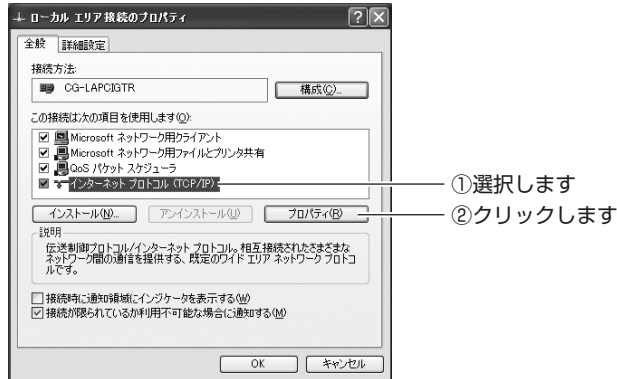 ローカル エリア接続のプロパティ
全般 詳細設定
接続方法:
CG-LAPCIGTR 構成(C)...
この接続は次の項目を使用します(O):
Microsoft ネットワーク用クライアント
Microsoft ネットワーク用ファイルとプリンタ共有
QoS パケット スケジューラ
インターネット プロトコル (TCP/IP)
①選択します
インストール(N)... アンインストール(U) プロパティ(R)
②クリックします
説明
伝送制御プロトコル/インターネット プロトコル。相互接続されたさまざまな
ネットワーク間の通信を提供する、既定のワイド エリア ネットワーク プロトコ
ルです。
接続時に通知領域にインジケータを表示する(W)
接続が限られているか利用不可能な場合に通知する(M)
OK キャンセル